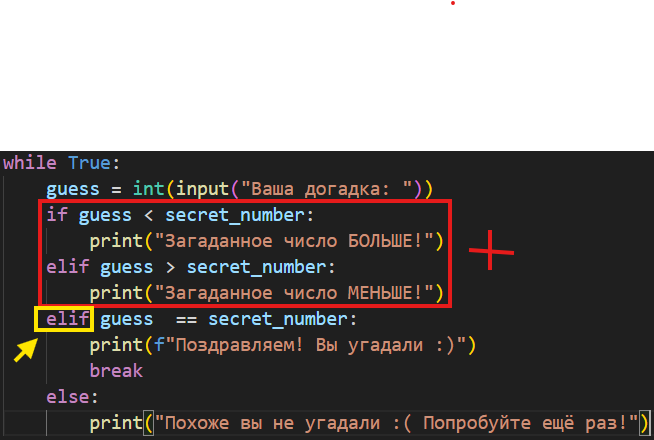 while True:
    guess = int(input("Ваша догадка: "))
    if guess < secret_number:
        print("Загаданное число БОЛЬШЕ!")
    elif guess > secret_number:
        print("Загаданное число МЕНЬШЕ!")
    elif guess  == secret_number:
        print(f"Поздравляем! Вы угадали :)")
        break
    else:
        print("Похоже вы не угадали :( Попробуйте ещё раз!")